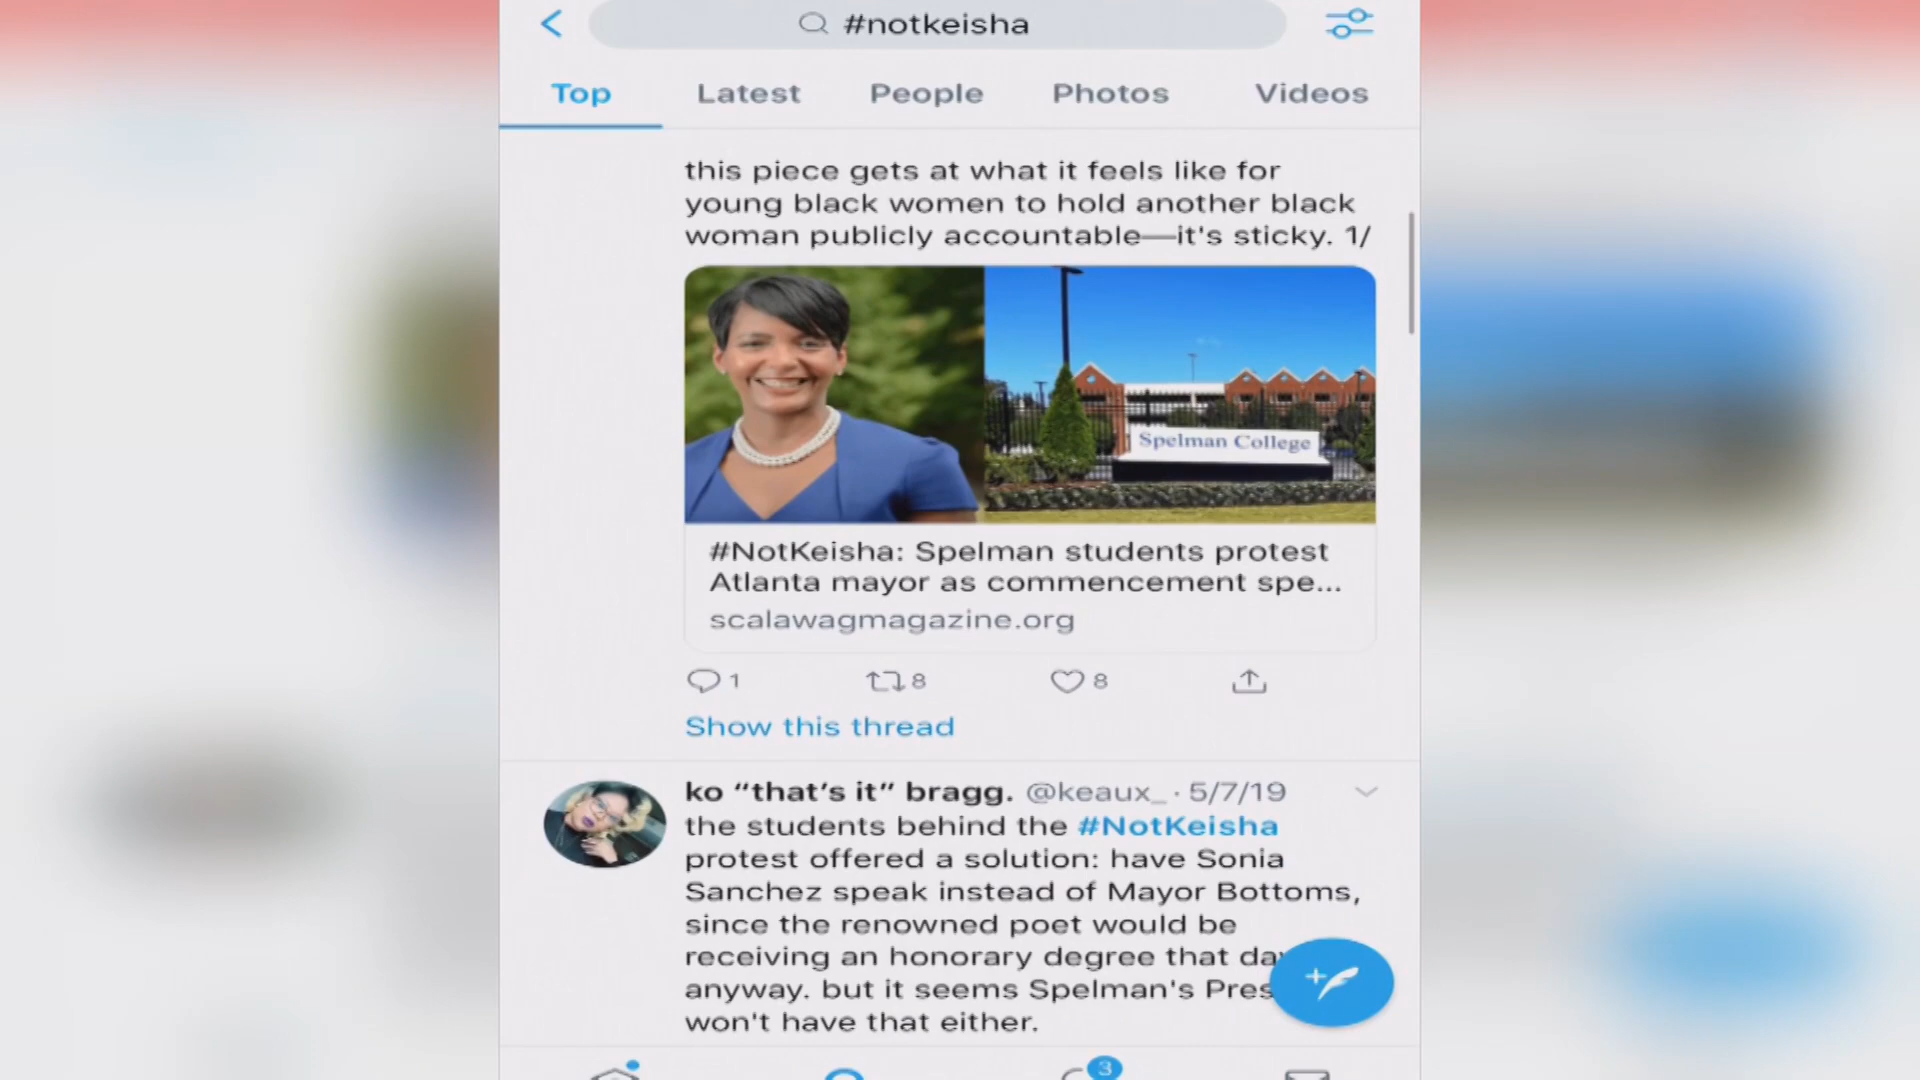 #notkeisha
Top Latest People Photos Videos
this piece gets at what it feels like for
young black women to hold another black
woman publicly accountable—it's sticky. 1/
Spelman College
#NotKeisha: Spelman students protest
Atlanta mayor as commencement spe...
scalawagmagazine.org
1 8 8
Show this thread
ko “that’s it” bragg. @keaux_ · 5/7/19
the students behind the #NotKeisha
protest offered a solution: have Sonia
Sanchez speak instead of Mayor Bottoms,
since the renowned poet would be
receiving an honorary degree that day
anyway. but it seems Spelman's Pres
won't have that either.
3